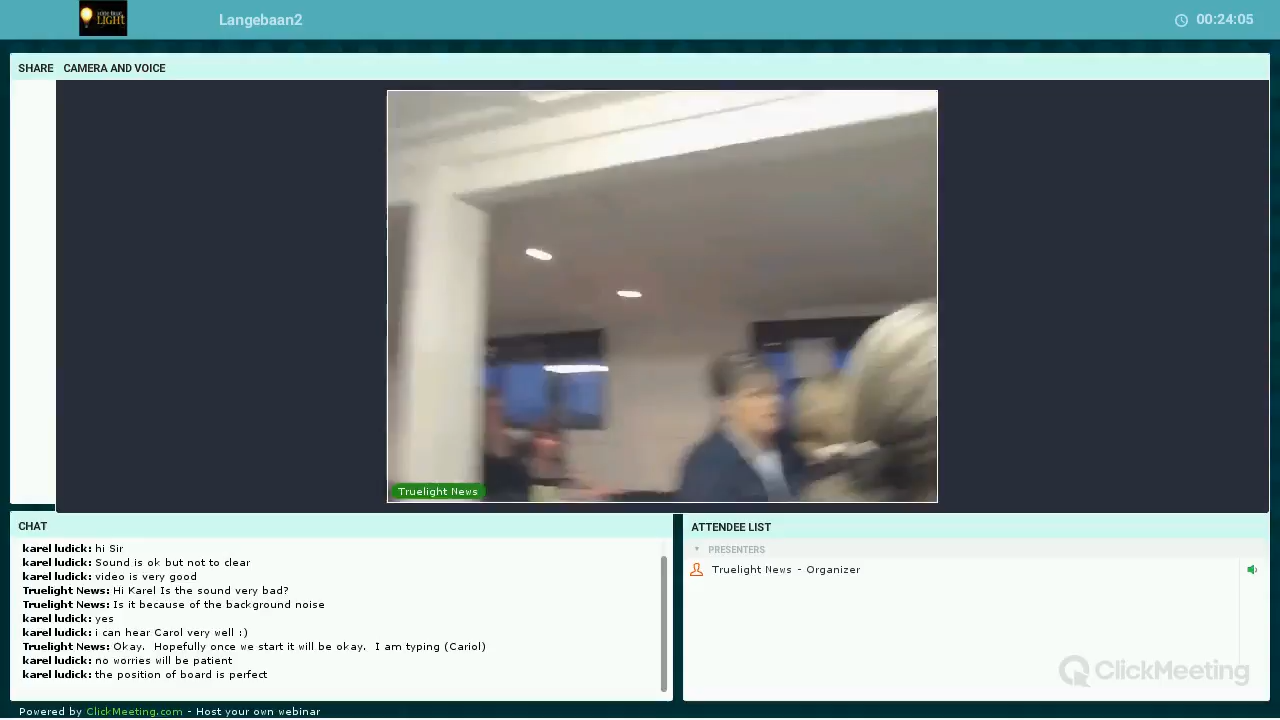 LIGHT
Langebaan2
00:24:05
SHARE
CAMERA AND VOICE
Truelight News
CHAT
karel ludick: hi Sir
karel ludick: Sound is ok but not to clear
karel ludick: video is very good
Truelight News: Hi Karel Is the sound very bad?
Truelight News: Is it because of the background noise
karel ludick: yes
karel ludick: i can hear Carol very well :)
Truelight News: Okay.  Hopefully once we start it will be okay.  I am typing (Cariol)
karel ludick: no worries will be patient
karel ludick: the position of board is perfect
ATTENDEE LIST
PRESENTERS
Truelight News - Organizer
ClickMeeting
Powered by ClickMeeting.com - Host your own webinar